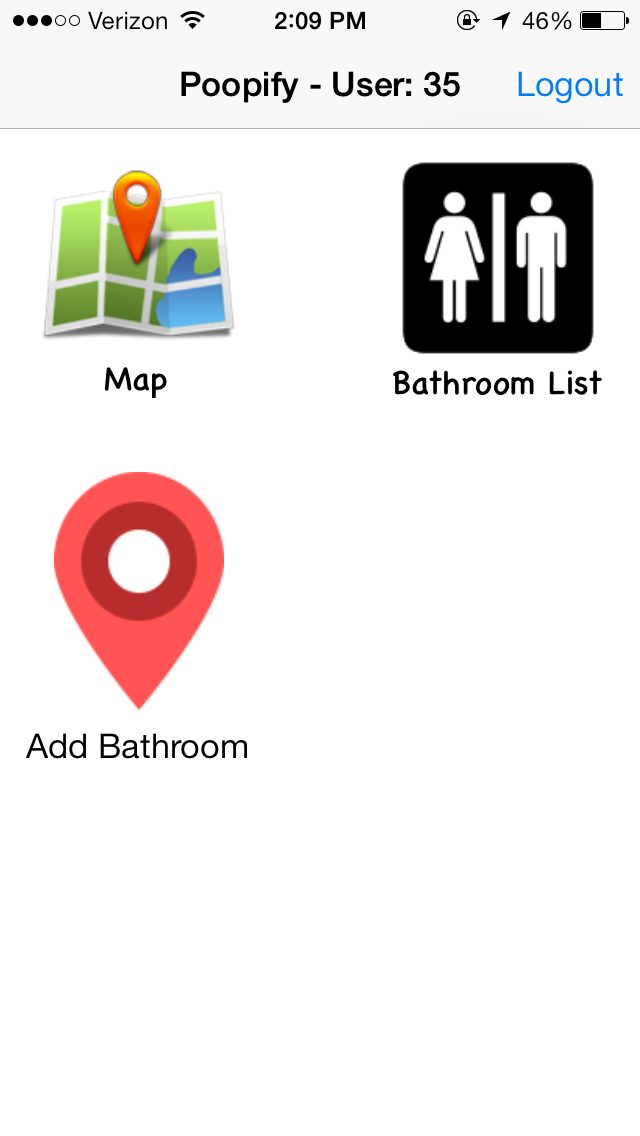 Verizon 2:09 PM 46%
Poopify - User: 35 Logout
Map Bathroom List
Add Bathroom